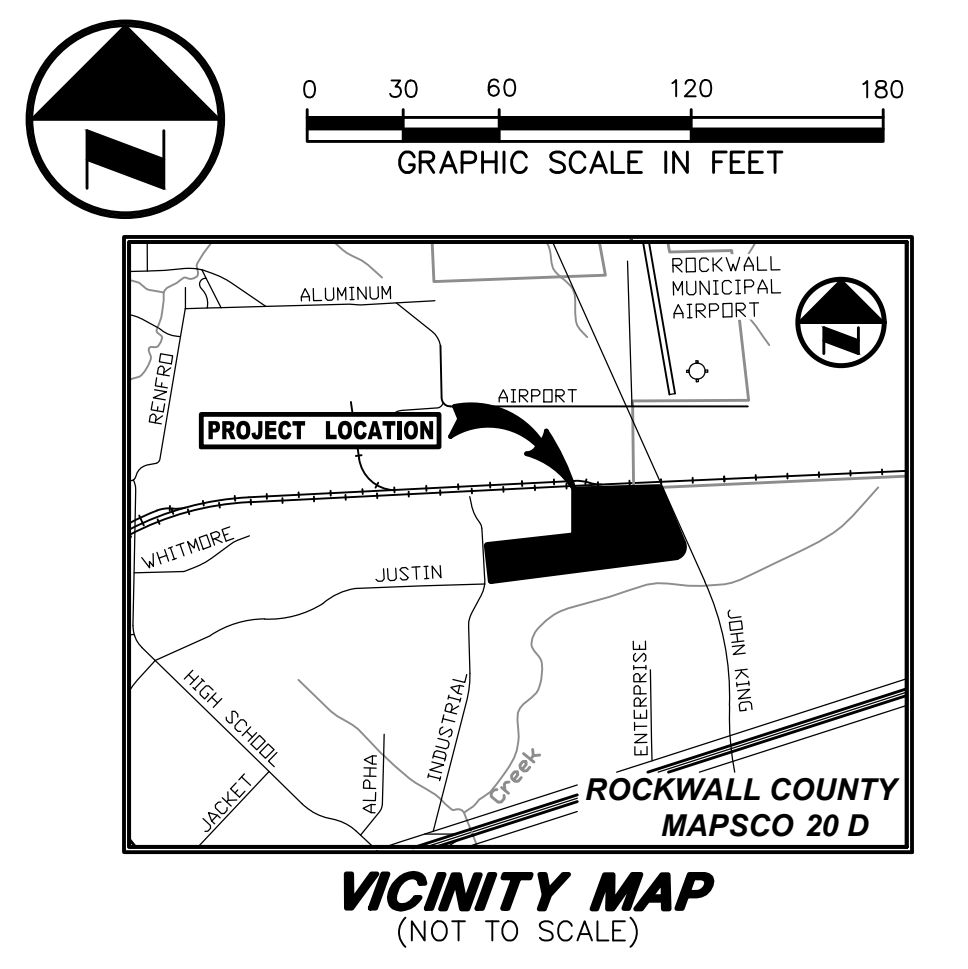 0 30 60 120 180
GRAPHIC SCALE IN FEET
N
ROCKWALL
MUNICIPAL
AIRPORT
N
ALUMINUM
RENFRO
AIRPORT
PROJECT LOCATION
WHITMORE
JUSTIN
HIGH SCHOOL
JACKET
ALPHA
INDUSTRIAL
Creek
ENTERPRISE
JOHN KING
ROCKWALL COUNTY
MAPSCO 20 D
VICINITY MAP
(NOT TO SCALE)